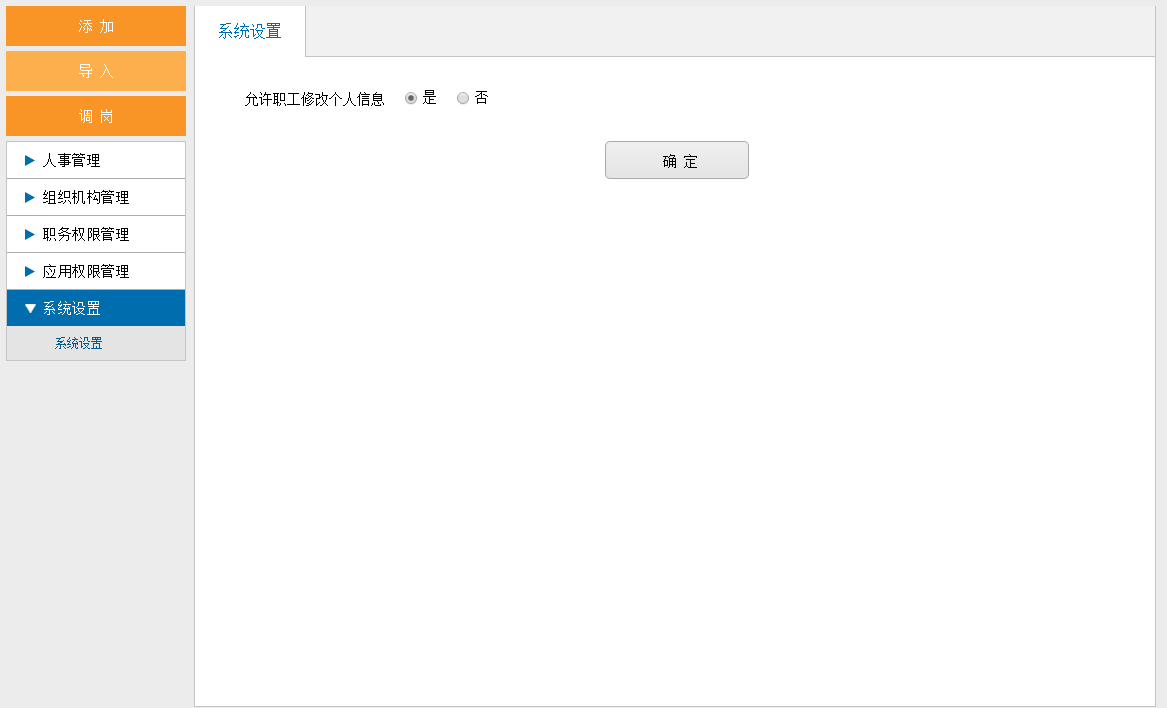 添 加
导 入
调 岗
人事管理
组织机构管理
职务权限管理
应用权限管理
系统设置
系统设置
系统设置
允许职工修改个人信息 是 否
确 定